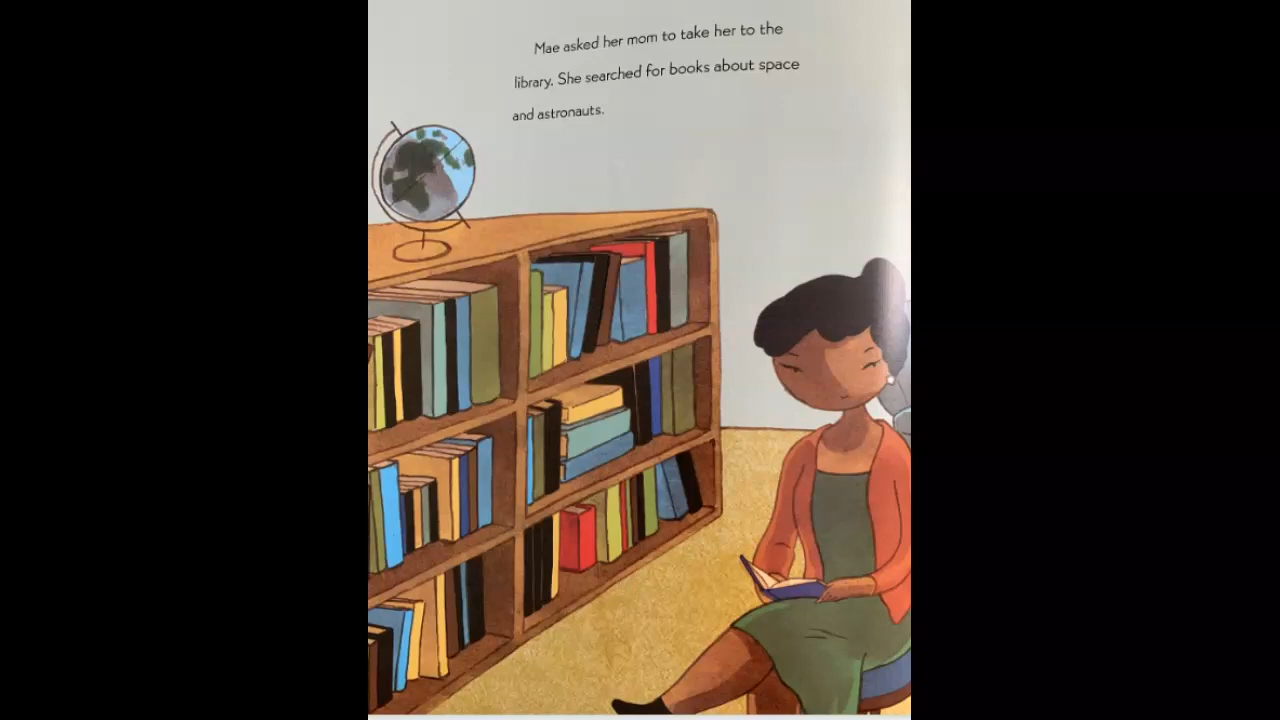 Mae asked her mom to take her to the
library. She searched for books about space
and astronauts.